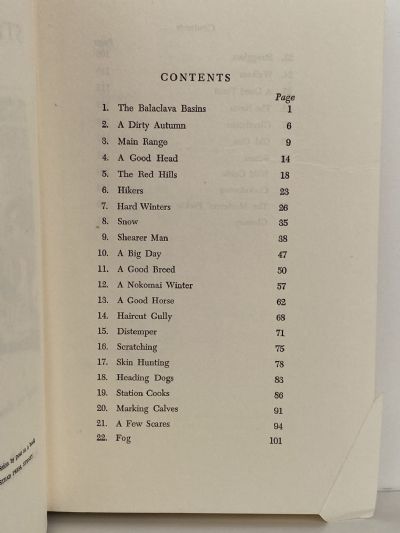 CONTENTS
Page
1. The Balaclava Basins 1
2. A Dirty Autumn 6
3. Main Range 9
4. A Good Head 14
5. The Red Hills 18
6. Hikers 23
7. Hard Winters 26
8. Snow 35
9. Shearer Man 38
10. A Big Day 47
11. A Good Breed 50
12. A Nokomai Winter 57
13. A Good Horse 62
14. Haircut Gully 68
15. Distemper 71
16. Scratching 75
17. Skin Hunting 78
18. Heading Dogs 83
19. Station Cooks 86
20. Marking Calves 91
21. A Few Scares 94
22. Fog 101